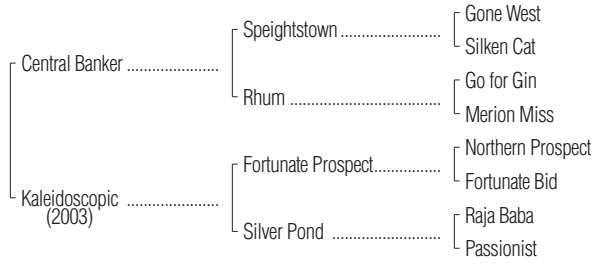 Gone West
Speightstown
Silken Cat
Central Banker
Go for Gin
Rhum
Merion Miss
Northern Prospect
Fortunate Prospect
Fortunate Bid
Kaleidoscopic
(2003)
Raja Baba
Silver Pond
Passionist